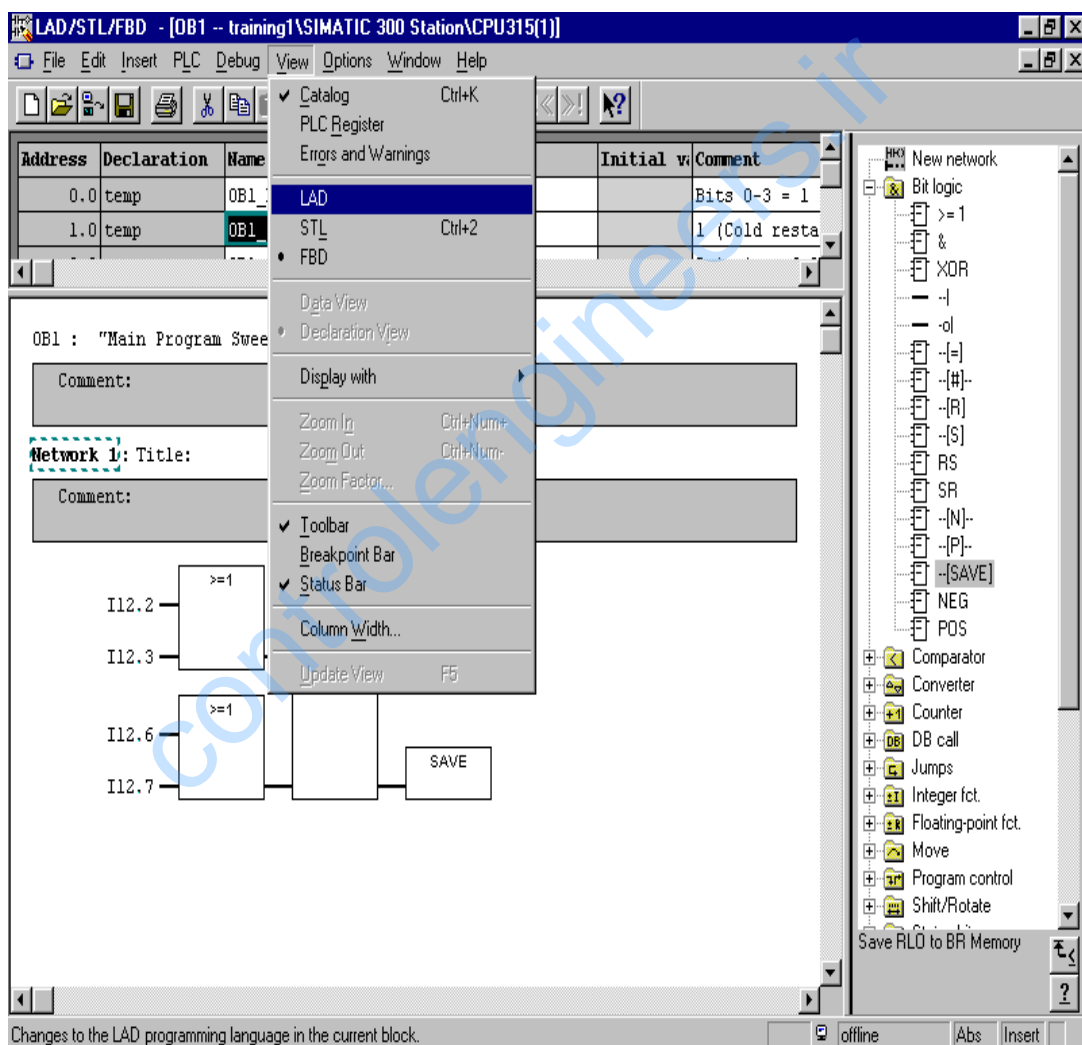 LAD/STL/FBD - [OB1 -- training1\SIMATIC 300 Station\CPU315(1)]
File Edit Insert PLC Debug View Options Window Help
Catalog Ctrl+K
PLC Register
Errors and Warnings
LAD
STL Ctrl+2
FBD
Data View
Declaration View
Display with
Zoom In Ctrl+Num+
Zoom Out Ctrl+Num-
Zoom Factor...
Toolbar
Breakpoint Bar
Status Bar
Column Width...
Update View F5
Address Declaration Name Initial Comment
0.0 temp OB1_ Bits 0-3 = 1
1.0 temp OB1_ 1 (Cold resta
OB1 : "Main Program Swee
Comment:
Network 1: Title:
Comment:
>=1
I12.2
I12.3
>=1
I12.6
I12.7
SAVE
New network
Bit logic
>=1
&
XOR
--|
-o|
--[=]
--[#]--
--[R]
--[S]
RS
SR
--[N]--
--[P]--
--[SAVE]
NEG
POS
Comparator
Converter
Counter
DB call
Jumps
Integer fct.
Floating-point fct.
Move
Program control
Shift/Rotate
Save RLO to BR Memory
Changes to the LAD programming language in the current block.
offline Abs Insert
controlengineers.ir